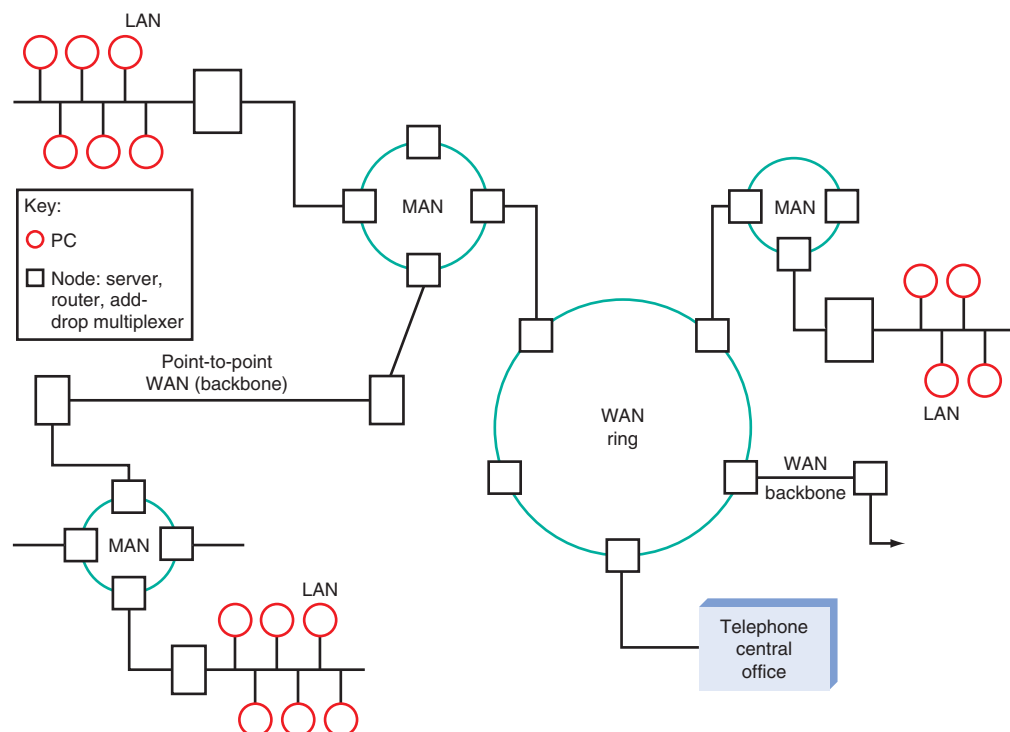 LAN
MAN
Key:
PC
Node: server,
router, add-
drop multiplexer
MAN
Point-to-point
WAN (backbone)
WAN
ring
LAN
WAN
backbone
MAN
LAN
Telephone
central
office